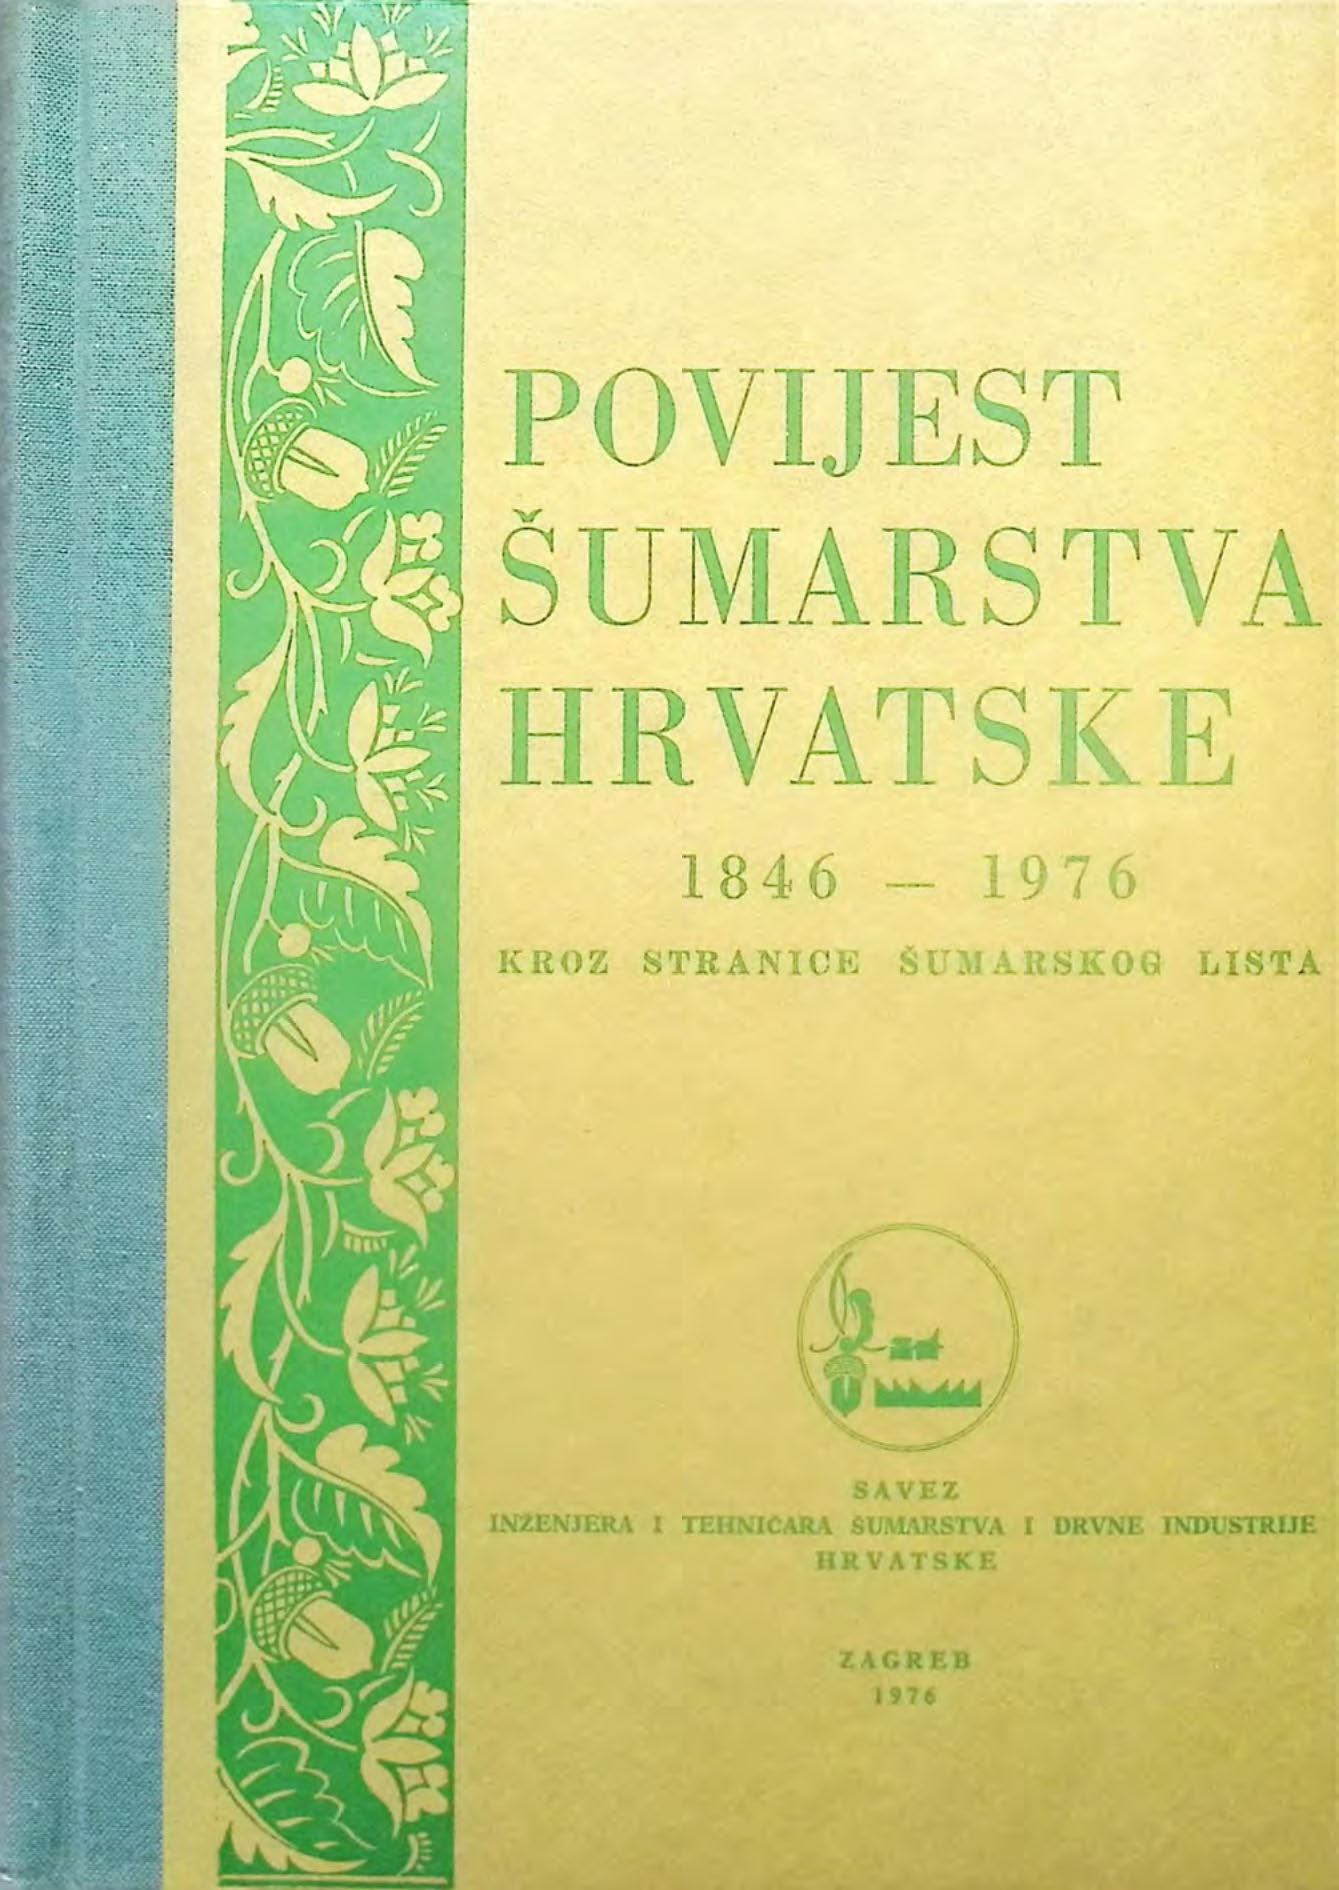 POVIJEST
ŠUMARSTVA
HRVATSKE
1846 — 1976
KROZ STRANICE ŠUMARSKOG LISTA
SAVEZ
INŽENJERA I TEHNIČARA ŠUMARSTVA I DRVNE INDUSTRIJE
HRVATSKE
ZAGREB
1976